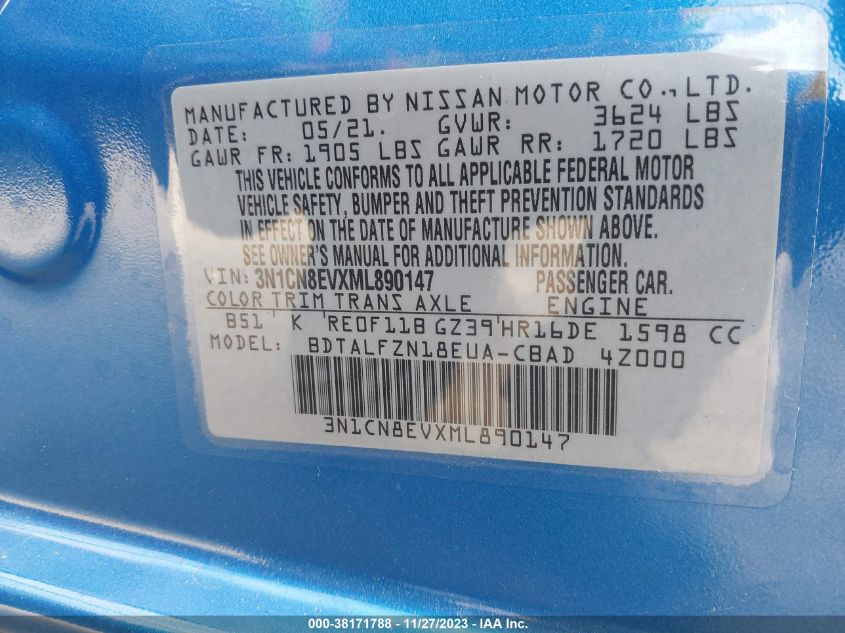 MANUFACTURED BY NISSAN MOTOR CO.,LTD.
DATE: 05/21. GVWR: 3624 LBS
GAWR FR: 1905 LBS GAWR RR: 1720 LBS
THIS VEHICLE CONFORMS TO ALL APPLICABLE FEDERAL MOTOR
VEHICLE SAFETY, BUMPER AND THEFT PREVENTION STANDARDS
IN EFFECT ON THE DATE OF MANUFACTURE SHOWN ABOVE.
SEE OWNER'S MANUAL FOR ADDITIONAL INFORMATION.
VIN: 3N1CN8EVXML890147 PASSENGER CAR.
COLOR TRIM TRANS AXLE ENGINE
B51 K RE0F11B GZ39 HR16DE 1598 CC
MODEL: BDTALFZN18EUA-CBAD 4Z000
3N1CN8EVXML890147
000-38171788 - 11/27/2023 - IAAI.COM